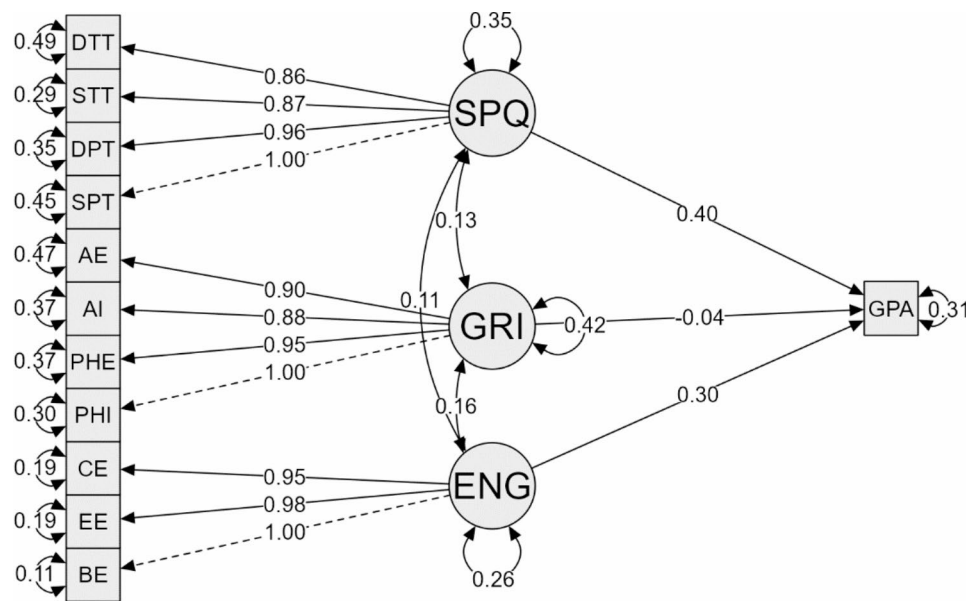 0.35
0.49 DTT
0.86
0.29 STT
0.87
SPQ
0.35 DPT
0.96
1.00
0.45 SPT
0.40
0.13
0.47 AE
0.90
0.11
0.37 AI
0.88
GRI
0.42
-0.04
GPA
0.31
0.37 PHE
0.95
1.00
0.30 PHI
0.16
0.30
0.19 CE
0.95
ENG
0.19 EE
0.98
1.00
0.11 BE
0.26